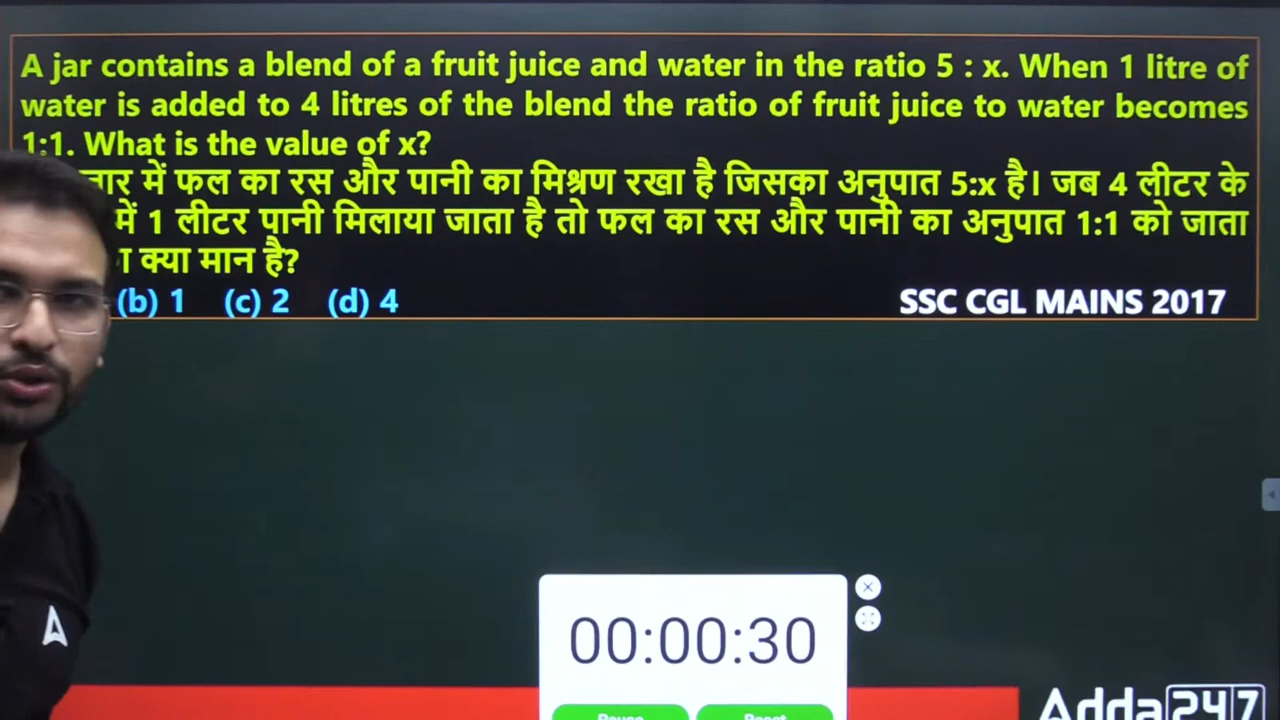 A jar contains a blend of a fruit juice and water in the ratio 5 : x. When 1 litre of
water is added to 4 litres of the blend the ratio of fruit juice to water becomes
1:1. What is the value of x?
में फल का रस और पानी का मिश्रण रखा है जिसका अनुपात 5:x है। जब 4 लीटर के
में 1 लीटर पानी मिलाया जाता है तो फल का रस और पानी का अनुपात 1:1 को जाता
क्या मान है?
(b) 1 (c) 2 (d) 4
SSC CGL MAINS 2017
00:00:30
Pause Reset
Adda247